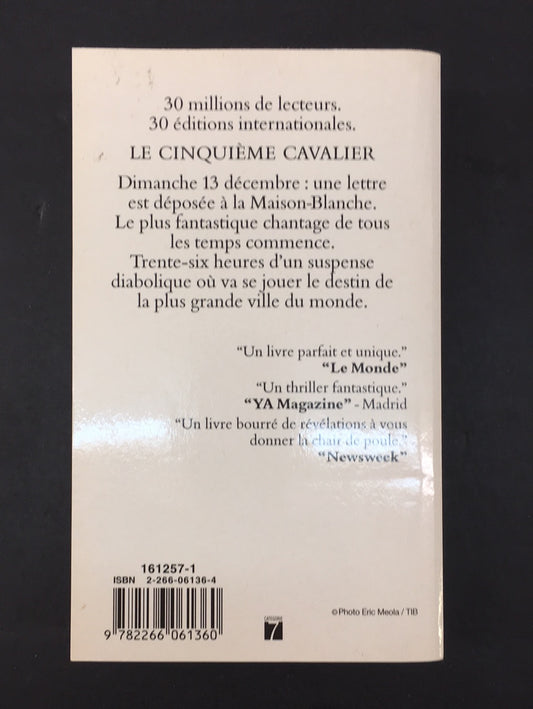 30 millions de lecteurs.
30 éditions internationales.
LE CINQUIÈME CAVALIER
Dimanche 13 décembre : une lettre
est déposée à la Maison-Blanche.
Le plus fantastique chantage de tous
les temps commence.
Trente-six heures d'un suspense
diabolique où va se jouer le destin de
la plus grande ville du monde.
“Un livre parfait et unique.”
“Le Monde”
“Un thriller fantastique.”
“YA Magazine” - Madrid
“Un livre bourré de révélations à vous
donner la chair de poule.”
“Newsweek”
161257-1
ISBN 2-266-06136-4
9 782266 061360
CATÉGORIE
7
©Photo Eric Meola / TIB